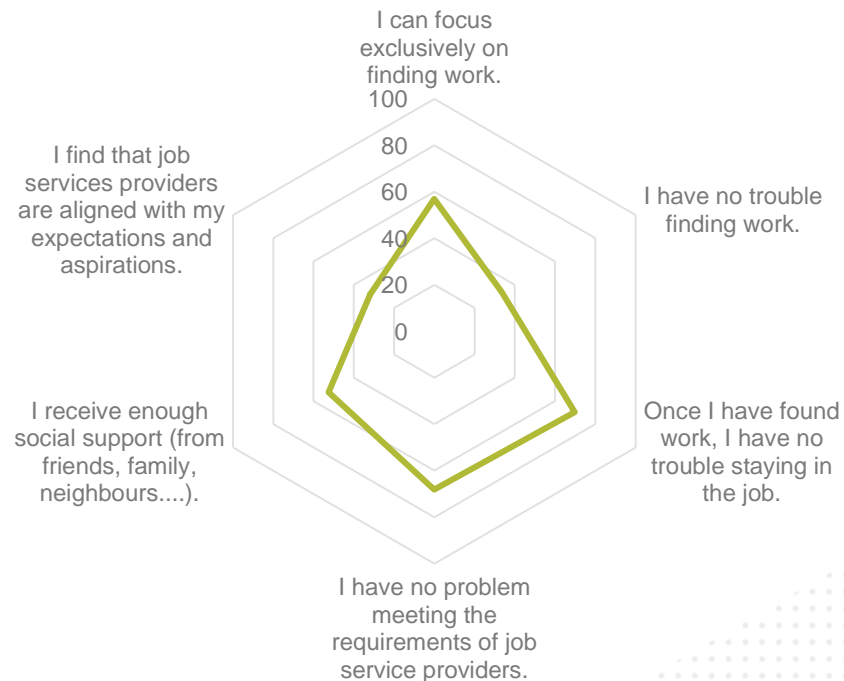 I can focus
exclusively on
finding work.
100
80
60
40
20
0
I have no trouble
finding work.
Once I have found
work, I have no
trouble staying in
the job.
I have no problem
meeting the
requirements of job
service providers.
I receive enough
social support (from
friends, family,
neighbours....).
I find that job
services providers
are aligned with my
expectations and
aspirations.